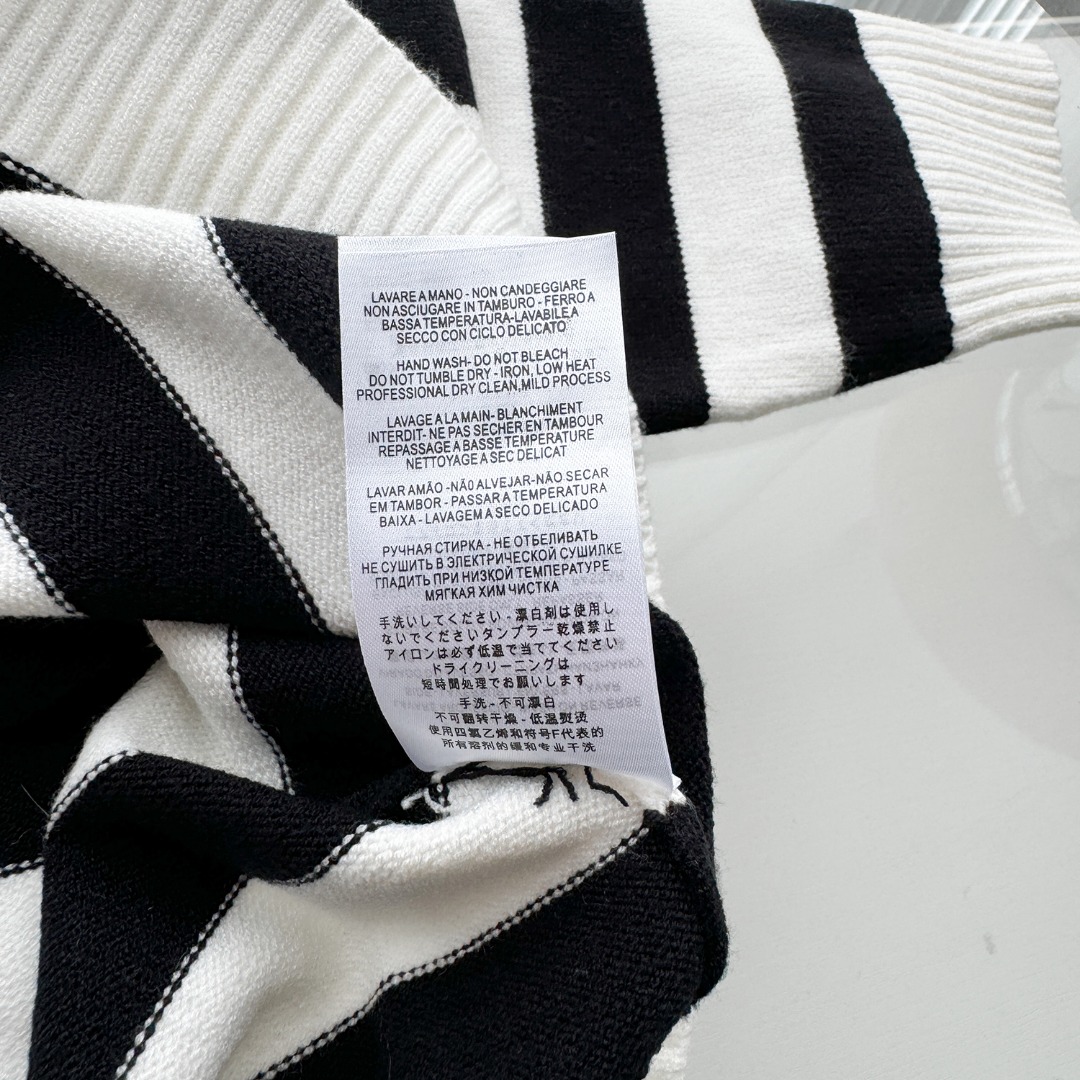 LAVARE A MANO - NON CANDEGGIARE
NON ASCIUGARE IN TAMBURO - FERRO A
BASSA TEMPERATURA-LAVABILE A
SECCO CON CICLO DELICATO
HAND WASH- DO NOT BLEACH
DO NOT TUMBLE DRY - IRON, LOW HEAT
PROFESSIONAL DRY CLEAN,MILD PROCESS
LAVAGE A LA MAIN- BLANCHIMENT
INTERDIT- NE PAS SECHER EN TAMBOUR
REPASSAGE A BASSE TEMPERATURE
NETTOYAGE A SEC DELICAT
LAVAR AMÃO -NÃ0 ALVEJAR-NÃO SECAR
EM TAMBOR - PASSAR A TEMPERATURA
BAIXA - LAVAGEM A SECO DELICADO
РУЧНАЯ СТИРКА - НЕ ОТБЕЛИВАТЬ
НЕ СУШИТЬ В ЭЛЕКТРИЧЕСКОЙ СУШИЛКЕ
ГЛАДИТЬ ПРИ НИЗКОЙ ТЕМПЕРАТУРЕ
МЯГКАЯ ХИМ ЧИСТКА
手洗いしてください - 漂白剤は使用し
ないでくださいタンブラー乾燥禁止
アイロンは必ず低温で当ててください
ドライクリーニングは
短時間処理でお願いします
手洗 - 不可漂白
不可翻转干燥 - 低温熨烫
使用四氯乙烯和符号F代表的
所有溶剂的缓和专业干洗